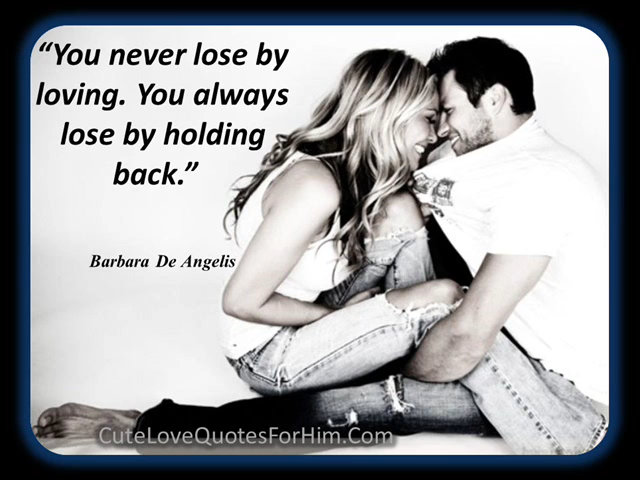 “You never lose by
loving. You always
lose by holding
back.”
Barbara De Angelis
CuteLoveQuotesForHim.Com